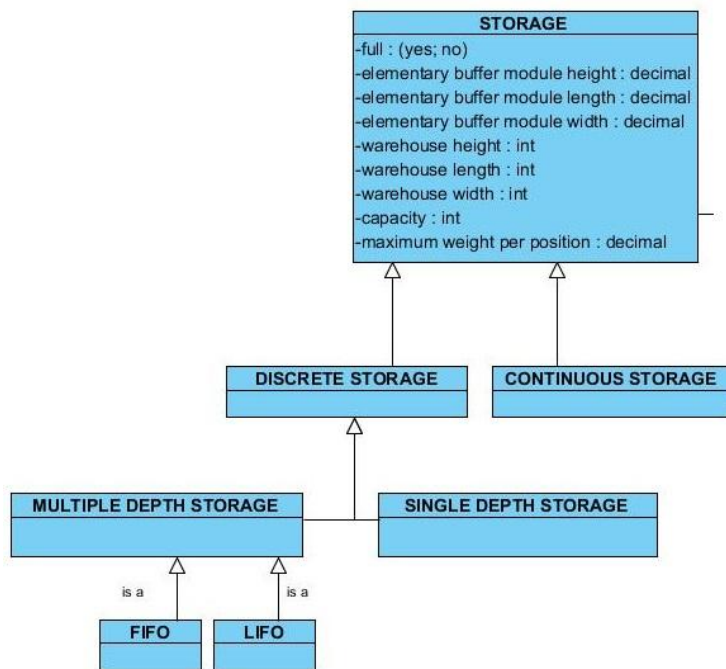 STORAGE
-full : (yes; no)
-elementary buffer module height : decimal
-elementary buffer module length : decimal
-elementary buffer module width : decimal
-warehouse height : int
-warehouse length : int
-warehouse width : int
-capacity : int
-maximum weight per position : decimal
DISCRETE STORAGE
CONTINUOUS STORAGE
MULTIPLE DEPTH STORAGE
SINGLE DEPTH STORAGE
is a
is a
FIFO
LIFO